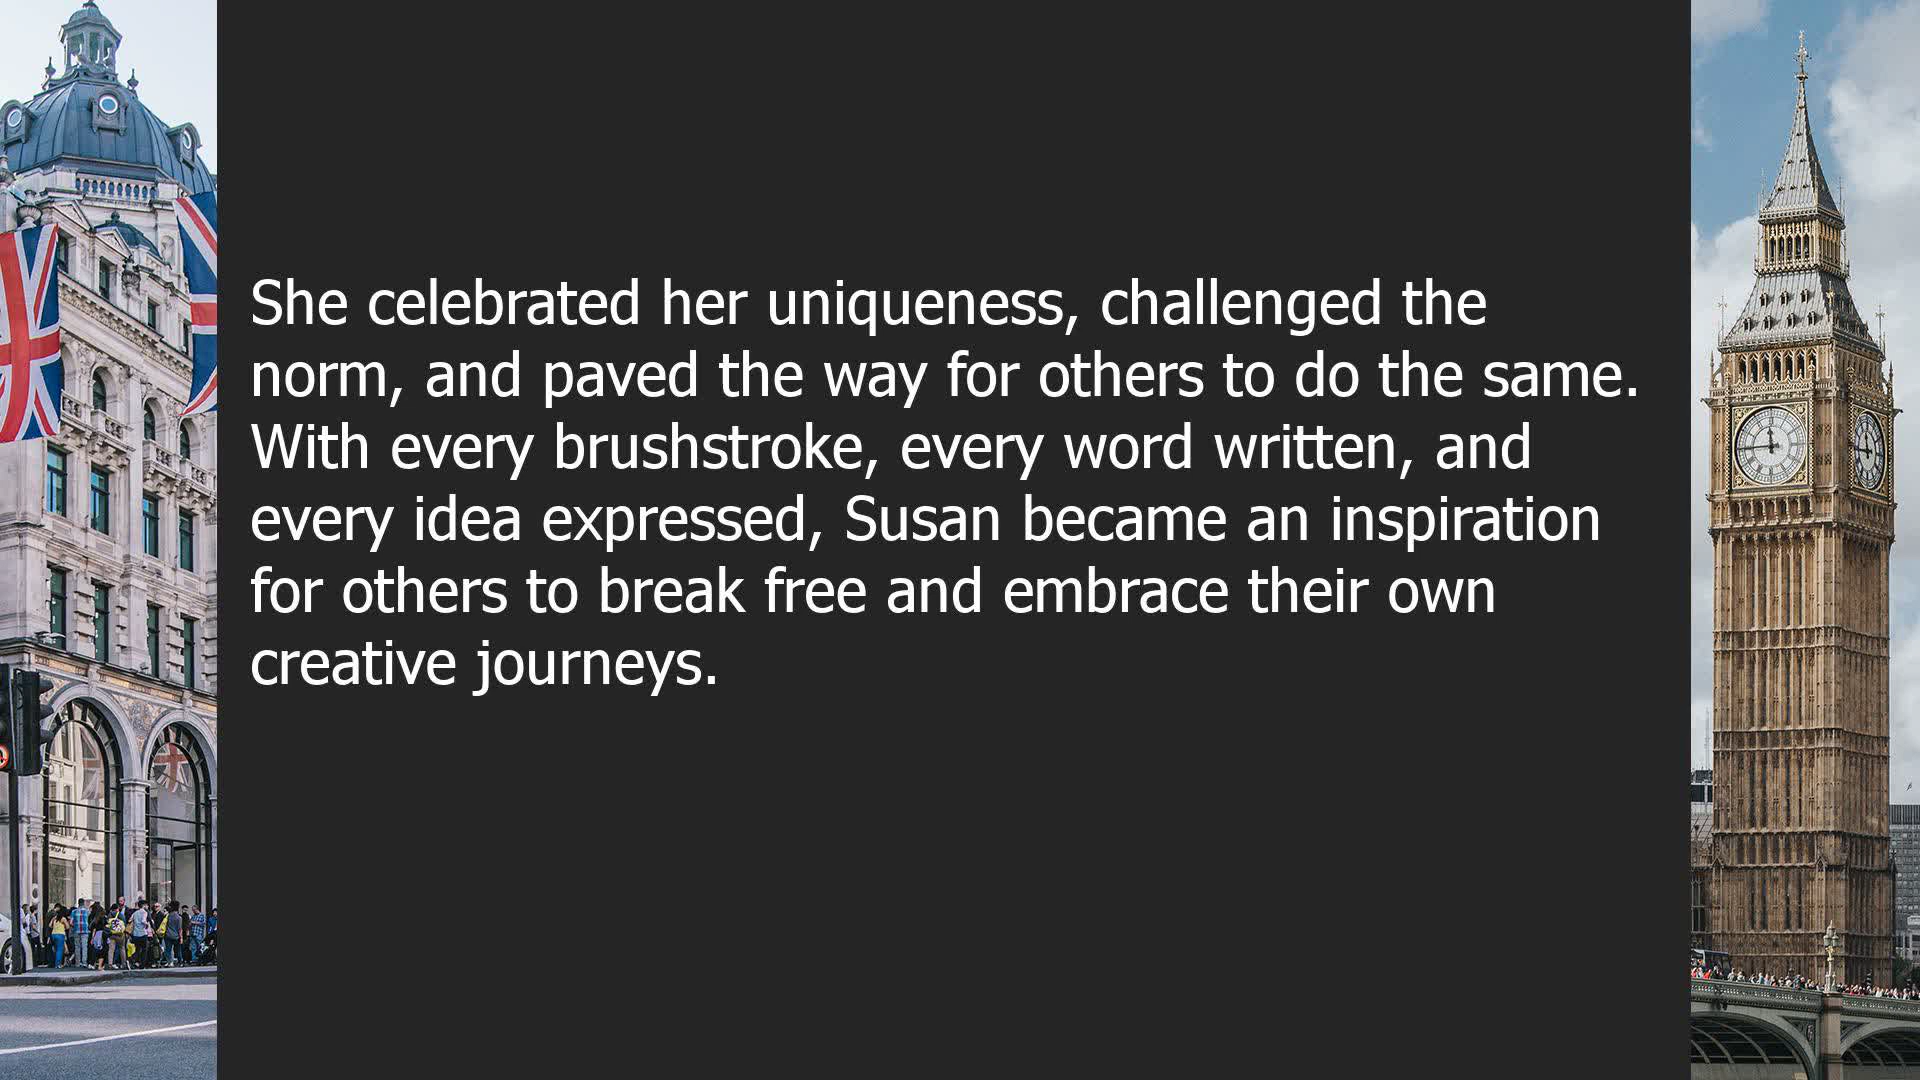 She celebrated her uniqueness, challenged the
norm, and paved the way for others to do the same.
With every brushstroke, every word written, and
every idea expressed, Susan became an inspiration
for others to break free and embrace their own
creative journeys.